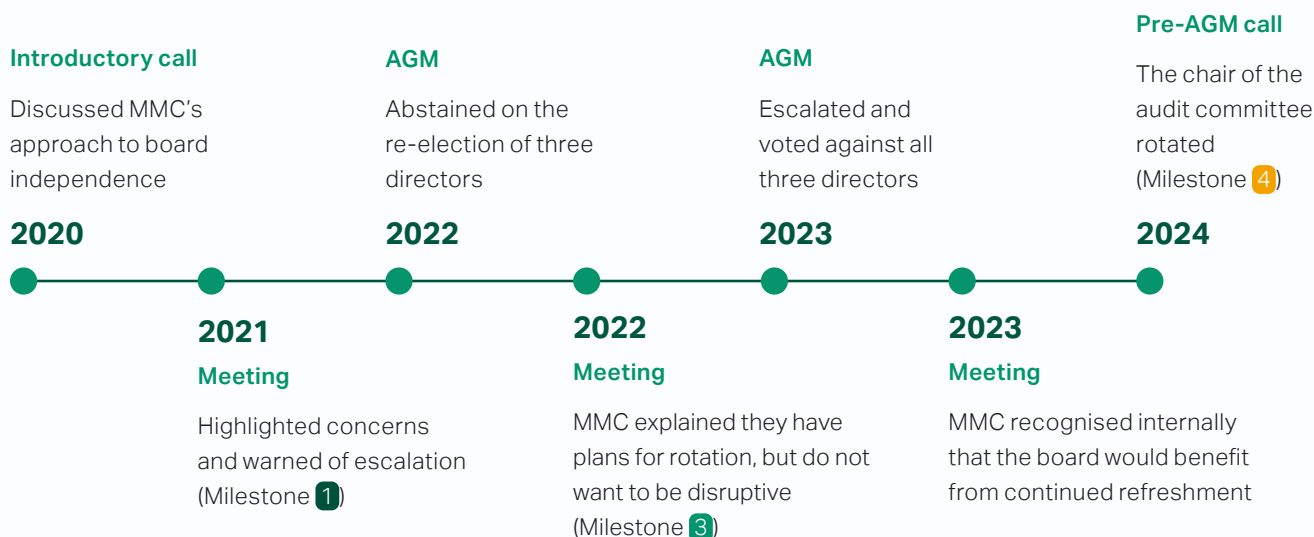 Introductory call
Discussed MMC's
approach to board
independence
2020
2021
Meeting
Highlighted concerns
and warned of escalation
(Milestone 1)
AGM
Abstained on the
re-election of three
directors
2022
2022
Meeting
MMC explained they have
plans for rotation, but do not
want to be disruptive
(Milestone 3)
AGM
Escalated and
voted against all
three directors
2023
2023
Meeting
MMC recognised internally
that the board would benefit
from continued refreshment
Pre-AGM call
The chair of the
audit committee
rotated
(Milestone 4)
2024